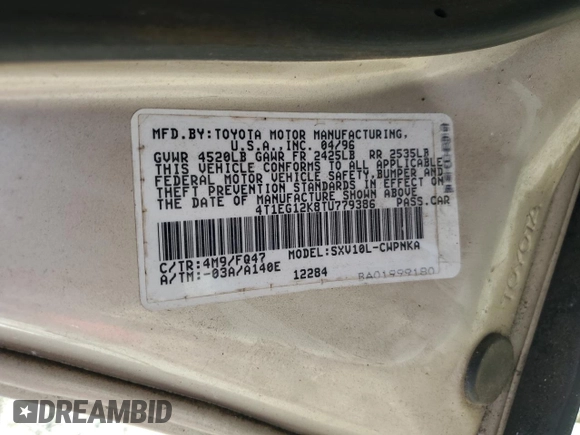 MFD.BY:TOYOTA MOTOR MANUFACTURING,
U.S.A., INC. 04/96
GVWR 4520LB GAWR FR 2425LB RR 2535LB
THIS VEHICLE CONFORMS TO ALL APPLICABLE
FEDERAL MOTOR VEHICLE SAFETY,BUMPER AND
THEFT PREVENTION STANDARDS IN EFFECT ON
THE DATE OF MANUFACTURE SHOWN ABOVE.
4T1EG12K8TU779386 PASS.CAR
C/TR:4M9/FQ47 MODEL:SXV10L-CWPNKA
A/TM:-03A/A140E 12284
TOYOTA
DREAMBID